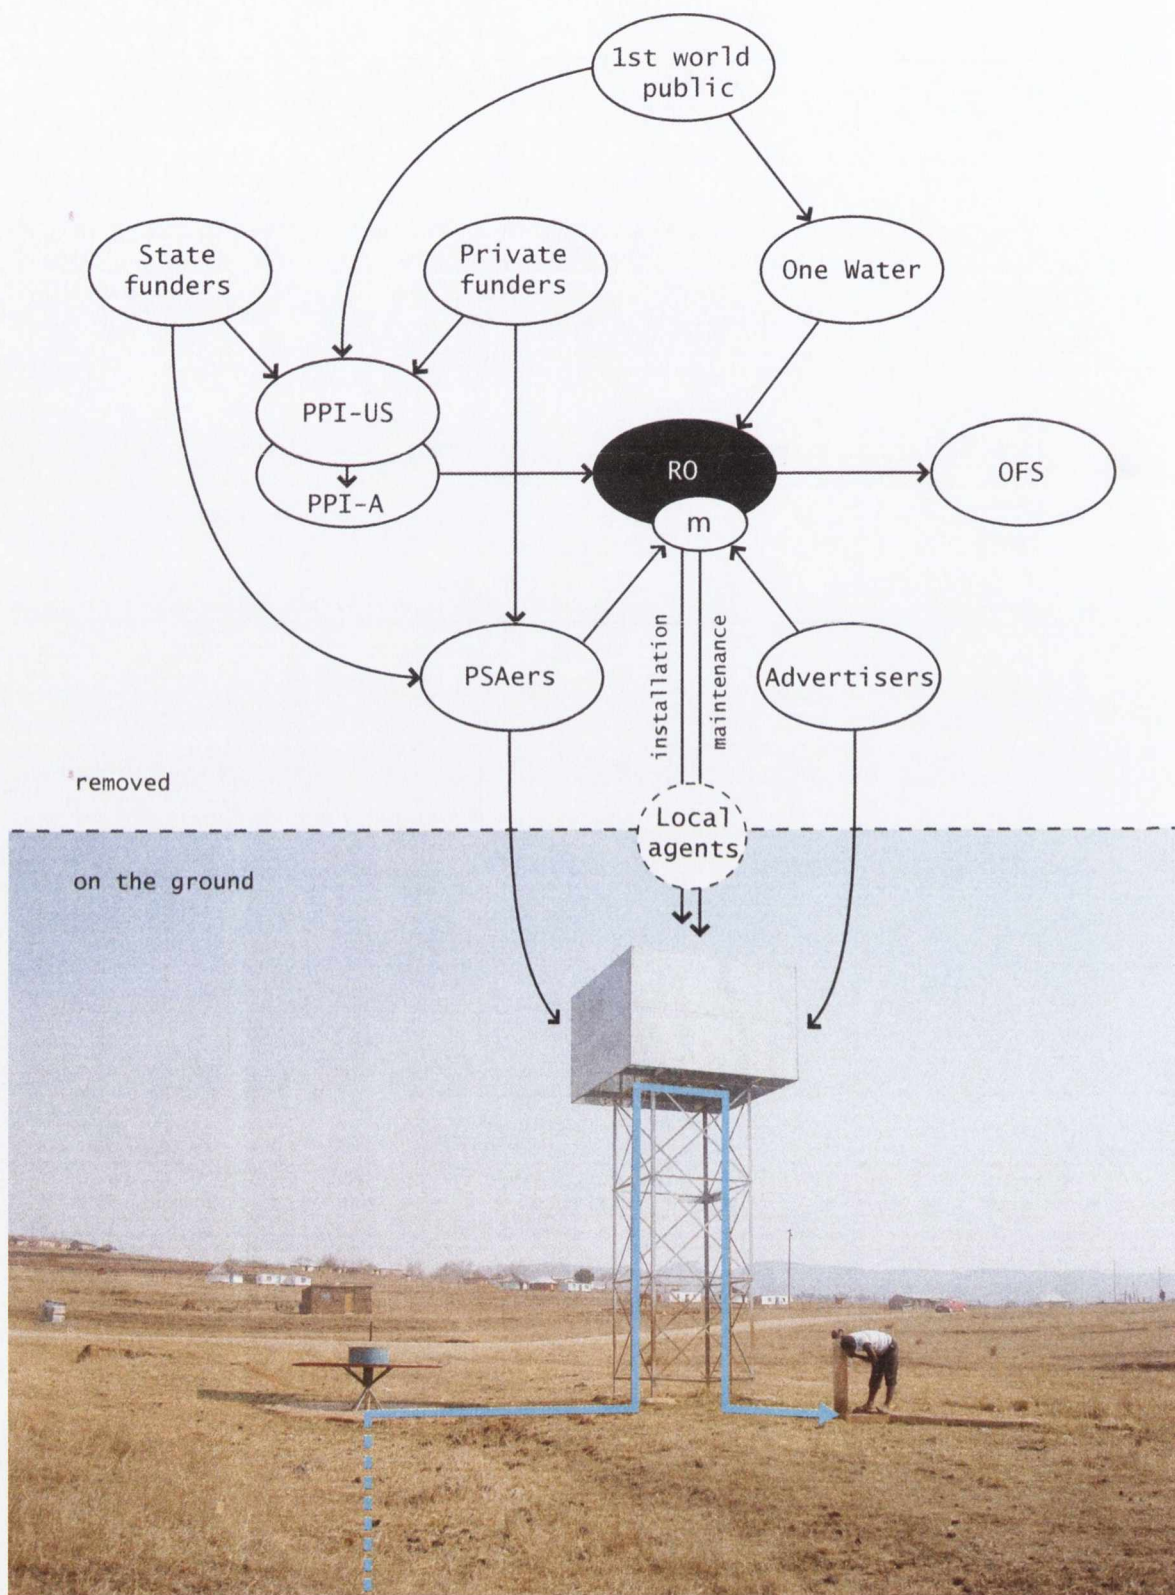 1st world
public
State
funders
Private
funders
One Water
PPI-US
PPI-A
RO
m
OFS
PSAers
installation
maintenance
Advertisers
removed
Local
agents
on the ground